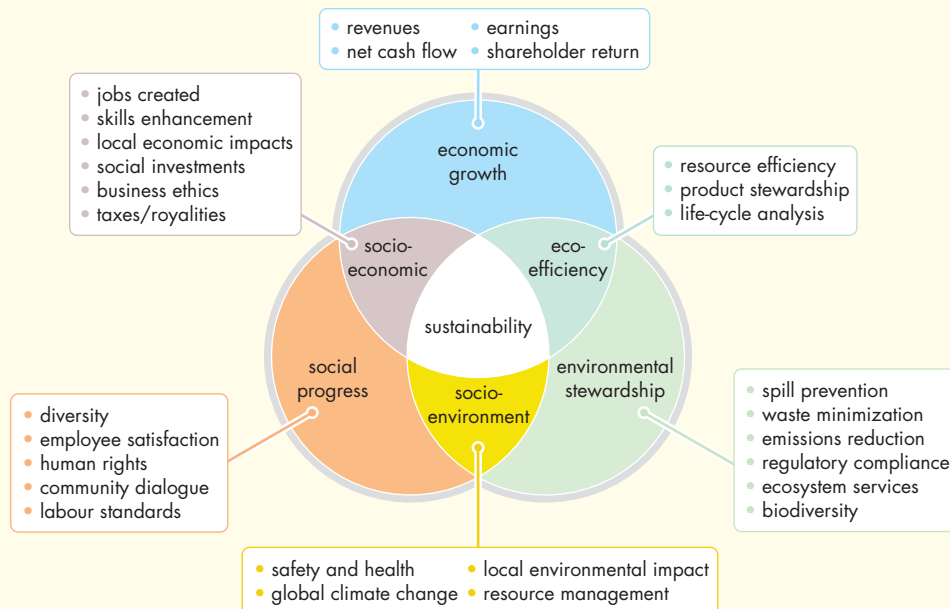 • revenues • earnings
• net cash flow • shareholder return
• jobs created
• skills enhancement
• local economic impacts
• social investments
• business ethics
• taxes/royalities
economic
growth
• resource efficiency
• product stewardship
• life-cycle analysis
socio-
economic
eco-
efficiency
sustainability
social
progress
socio-
environment
environmental
stewardship
• diversity
• employee satisfaction
• human rights
• community dialogue
• labour standards
• spill prevention
• waste minimization
• emissions reduction
• regulatory compliance
• ecosystem services
• biodiversity
• safety and health • local environmental impact
• global climate change • resource management